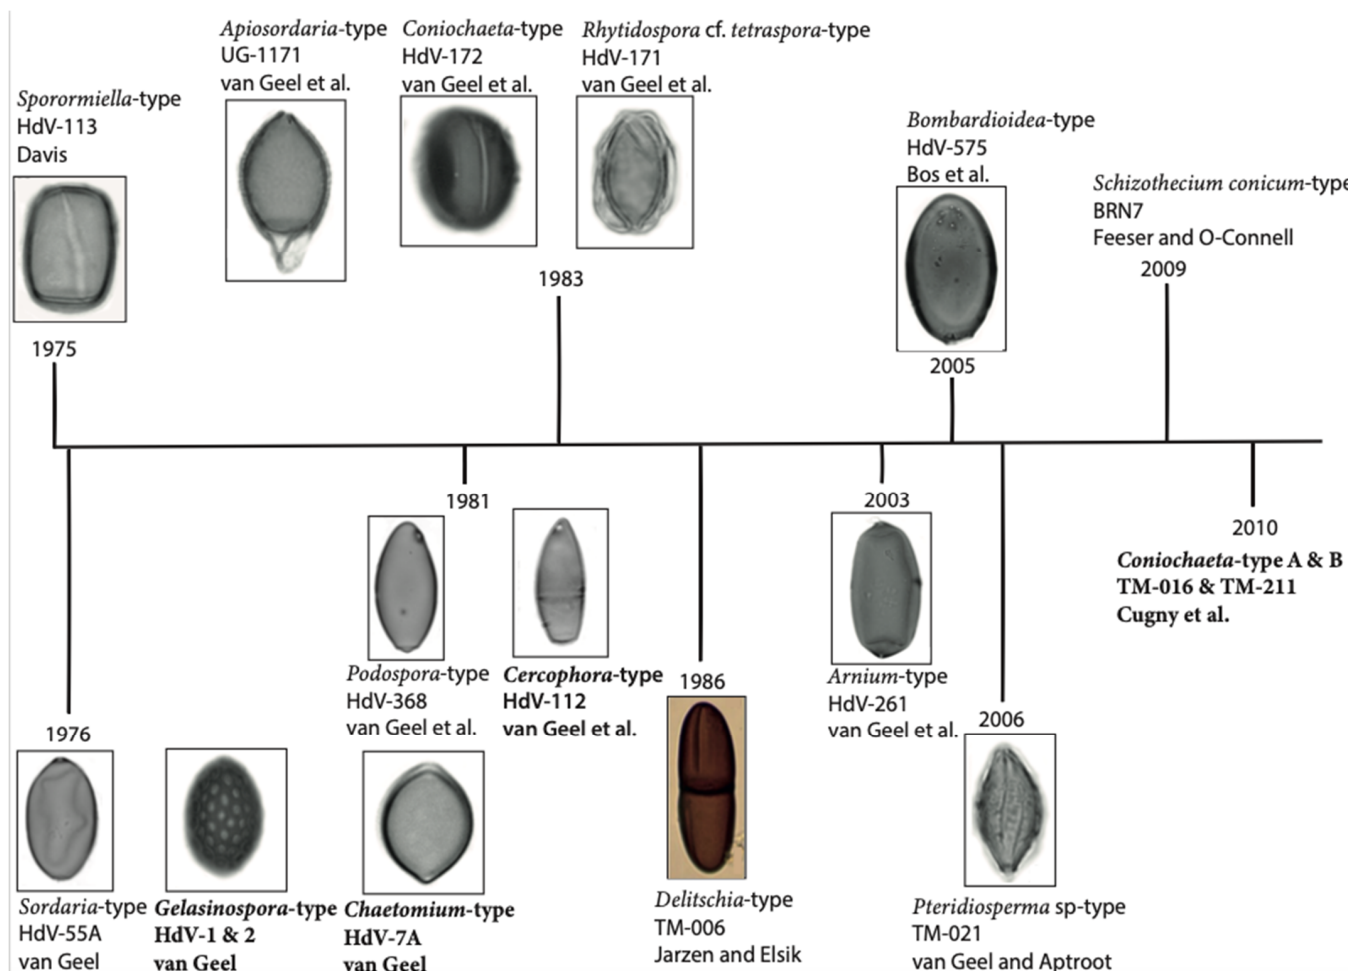 Sporormiella-type
HdV-113
Davis
1975
Apiosordaria-type
UG-1171
van Geel et al.
Coniochaeta-type
HdV-172
van Geel et al.
Rhytidospora cf. tetraspora-type
HdV-171
van Geel et al.
1983
Bombardioidea-type
HdV-575
Bos et al.
2005
Schizothecium conicum-type
BRN7
Feeser and O-Connell
2009
1976
Sordaria-type
HdV-55A
van Geel
Gelasinospora-type
HdV-1 & 2
van Geel
Chaetomium-type
HdV-7A
van Geel
1981
Podospora-type
HdV-368
van Geel et al.
Cercophora-type
HdV-112
van Geel et al.
1986
Delitschia-type
TM-006
Jarzen and Elsik
2003
Arnium-type
HdV-261
van Geel et al.
2006
Pteridiosperma sp-type
TM-021
van Geel and Aptroot
2010
Coniochaeta-type A & B
TM-016 & TM-211
Cugny et al.